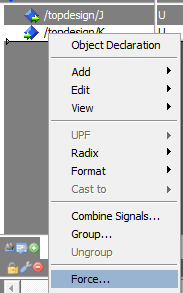 /topdesign/J U
/topdesign/K U
Object Declaration
Add
Edit
View
UPF
Radix
Format
Cast to
Combine Signals...
Group...
Ungroup
Force...